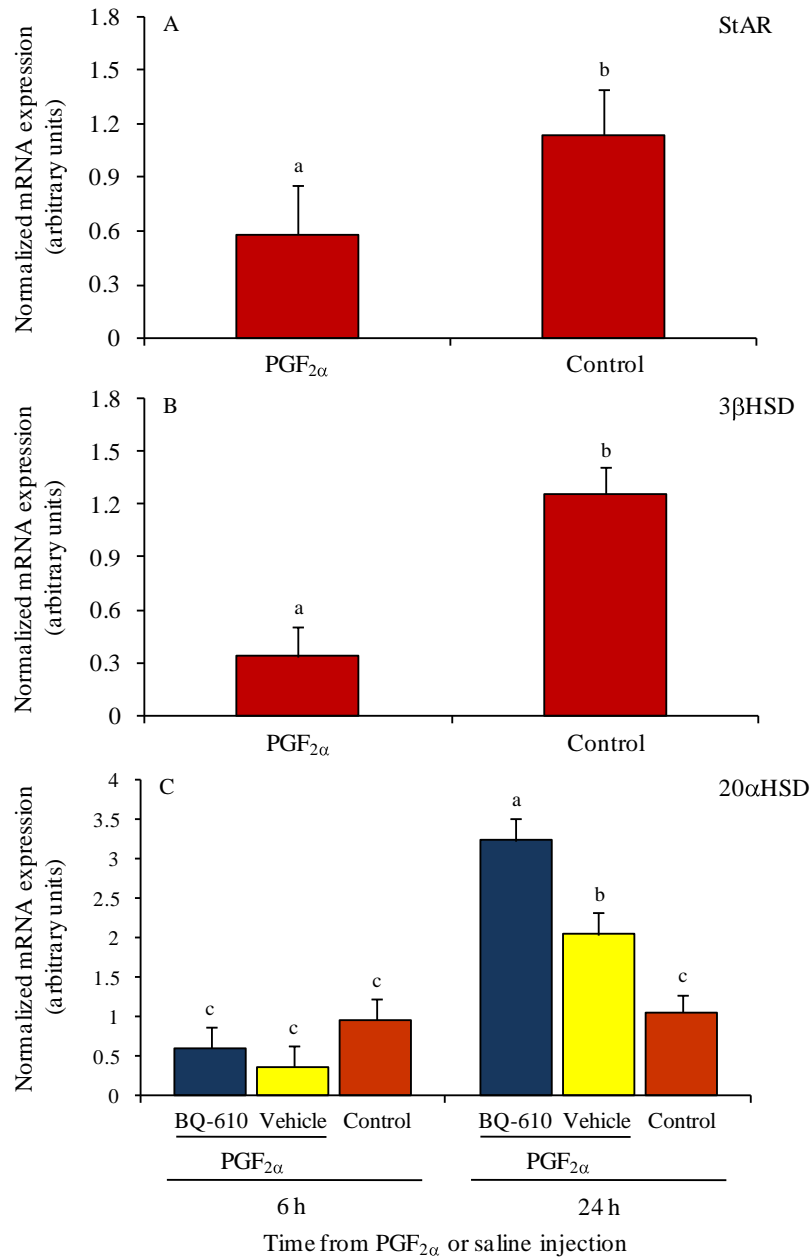 A
StAR
Normalized mRNA expression
(arbitrary units)
1.8
1.5
1.2
0.9
0.6
0.3
0
a
b
PGF2α
Control
B
3βHSD
Normalized mRNA expression
(arbitrary units)
1.8
1.5
1.2
0.9
0.6
0.3
0
a
b
PGF2α
Control
C
20αHSD
Normalized mRNA expression
(arbitrary units)
4
3.5
3
2.5
2
1.5
1
0.5
0
c
c
c
a
b
c
BQ-610 Vehicle Control BQ-610 Vehicle Control
PGF2α PGF2α
6 h 24 h
Time from PGF2α or saline injection